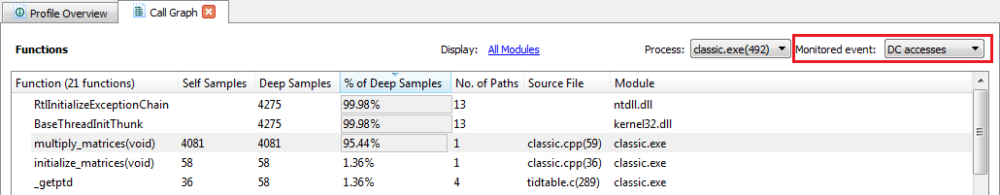 Profile Overview Call Graph
Functions Display: All Modules Process: classic.exe(492) Monitored event: DC accesses
Function (21 functions) Self Samples Deep Samples % of Deep Samples No. of Paths Source File Module
RtlInitializeExceptionChain 4275 99.98% 13 ntdll.dll
BaseThreadInitThunk 4275 99.98% 13 kernel32.dll
multiply_matrices(void) 4081 4081 95.44% 1 classic.cpp(59) classic.exe
initialize_matrices(void) 58 58 1.36% 1 classic.cpp(36) classic.exe
_getptd 36 58 1.36% 4 tidtable.c(289) classic.exe